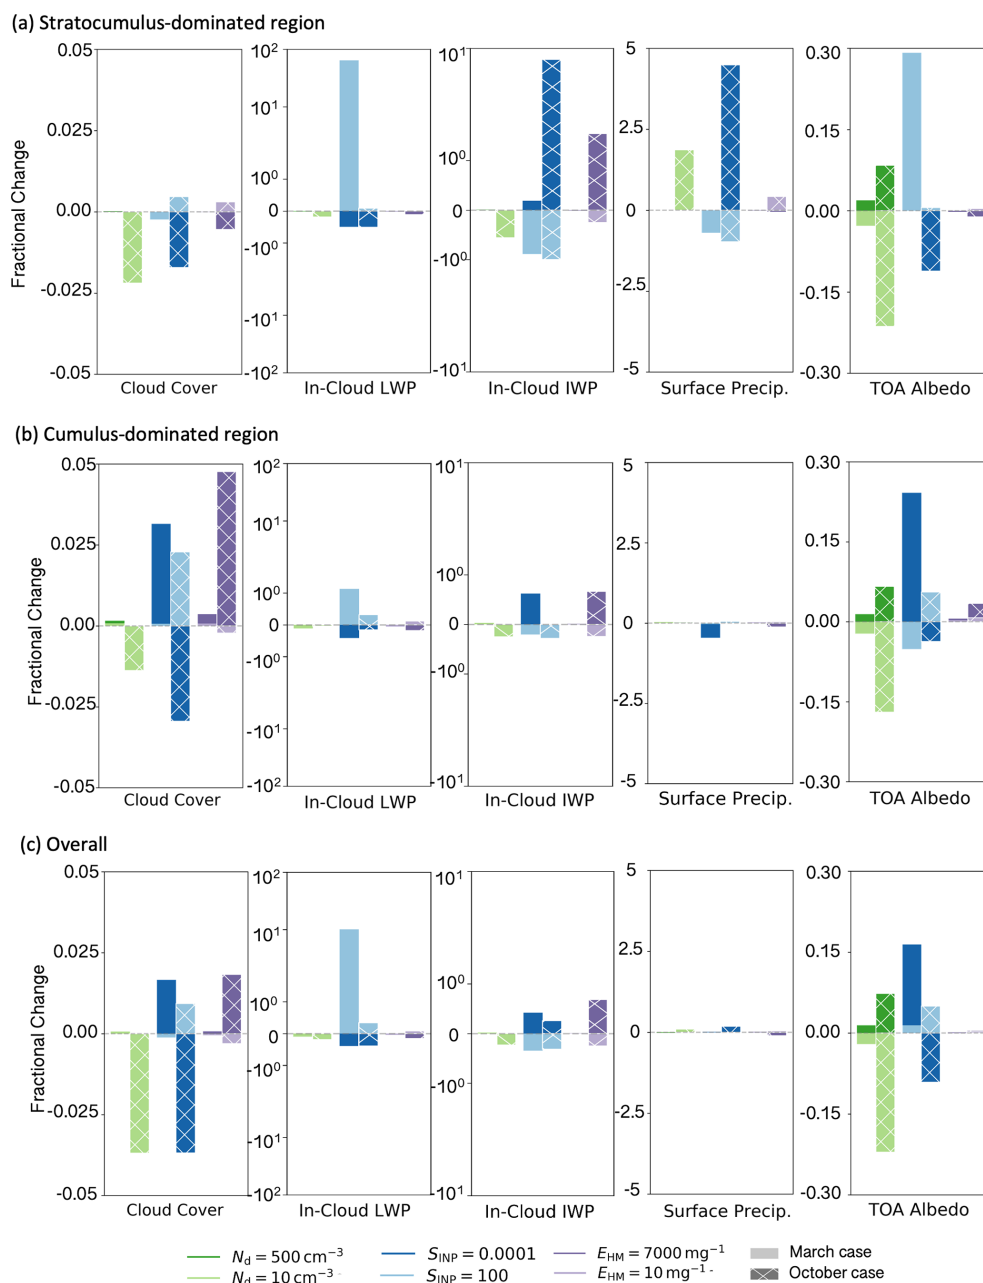 (a) Stratocumulus-dominated region
Fractional Change
0.05
0.025
0.00
-0.025
-0.05
Cloud Cover
10²
10¹
10⁰
0
-10⁰
-10¹
-10²
In-Cloud LWP
10¹
10⁰
0
-10⁰
-10¹
In-Cloud IWP
5
2.5
0
-2.5
-5
Surface Precip.
0.30
0.15
0.00
-0.15
-0.30
TOA Albedo
(b) Cumulus-dominated region
Fractional Change
0.05
0.025
0.00
-0.025
-0.05
Cloud Cover
10²
10¹
10⁰
0
-10⁰
-10¹
-10²
In-Cloud LWP
10¹
10⁰
0
-10⁰
-10¹
In-Cloud IWP
5
2.5
0
-2.5
-5
Surface Precip.
0.30
0.15
0.00
-0.15
-0.30
TOA Albedo
(c) Overall
Fractional Change
0.05
0.025
0.00
-0.025
-0.05
Cloud Cover
10²
10¹
10⁰
0
-10⁰
-10¹
-10²
In-Cloud LWP
10¹
10⁰
0
-10⁰
-10¹
In-Cloud IWP
5
2.5
0
-2.5
-5
Surface Precip.
0.30
0.15
0.00
-0.15
-0.30
TOA Albedo
N_d = 500 cm⁻³
N_d = 10 cm⁻³
S_INP = 0.0001
S_INP = 100
E_HM = 7000 mg⁻¹
E_HM = 10 mg⁻¹
March case
October case